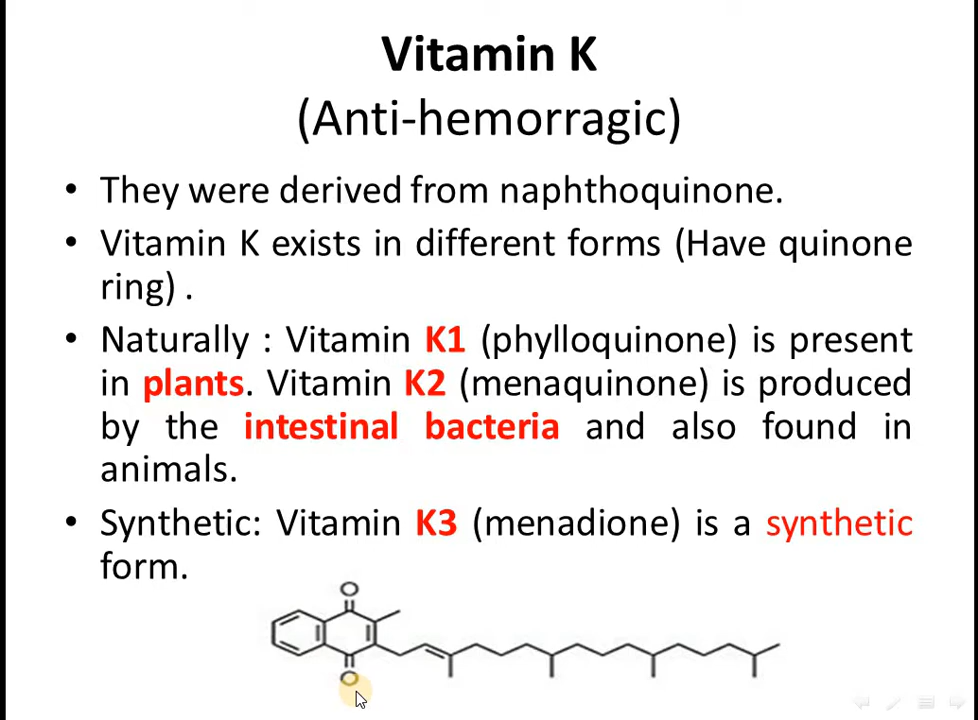 Vitamin K
(Anti-hemorragic)
• They were derived from naphthoquinone.
• Vitamin K exists in different forms (Have quinone
ring) .
• Naturally : Vitamin K1 (phylloquinone) is present
in plants. Vitamin K2 (menaquinone) is produced
by the intestinal bacteria and also found in
animals.
• Synthetic: Vitamin K3 (menadione) is a synthetic
form.
O
O